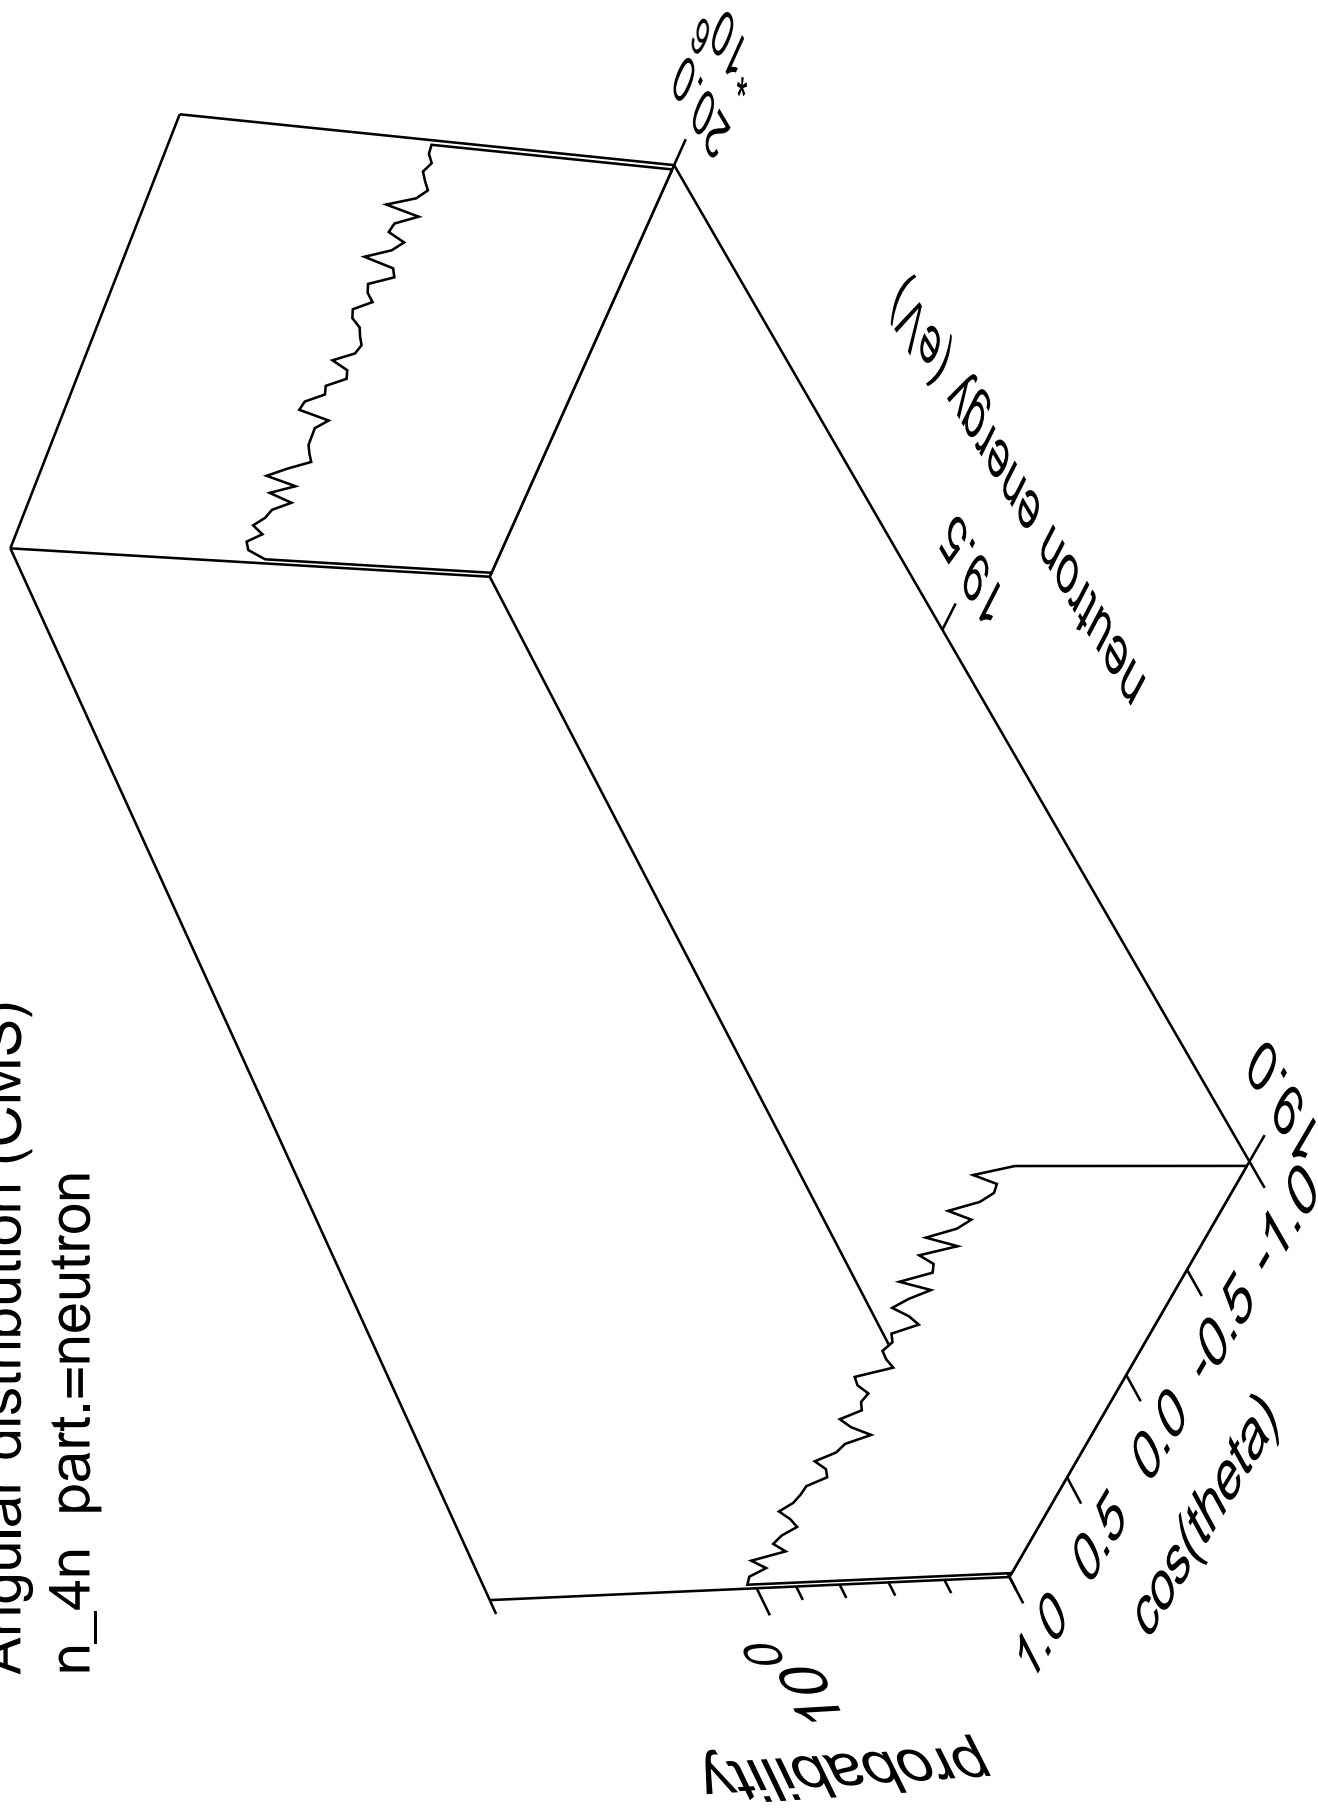 Angular distribution (CMS)
n_4n part.=neutron
probability
10^0
1.0
0.5
0.0
-0.5
-1.0
cos(theta)
19.0
19.5
20.0
*10^6
neutron energy (eV)